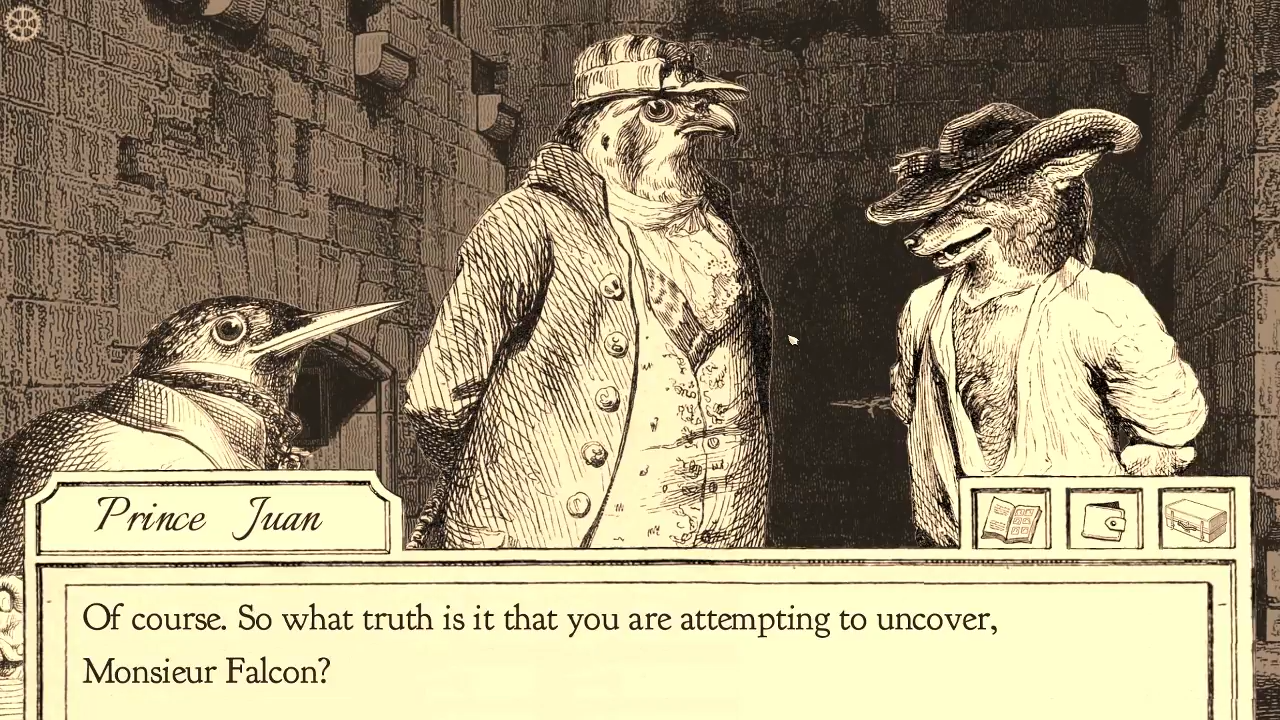 Prince Juan
Of course. So what truth is it that you are attempting to uncover,
Monsieur Falcon?